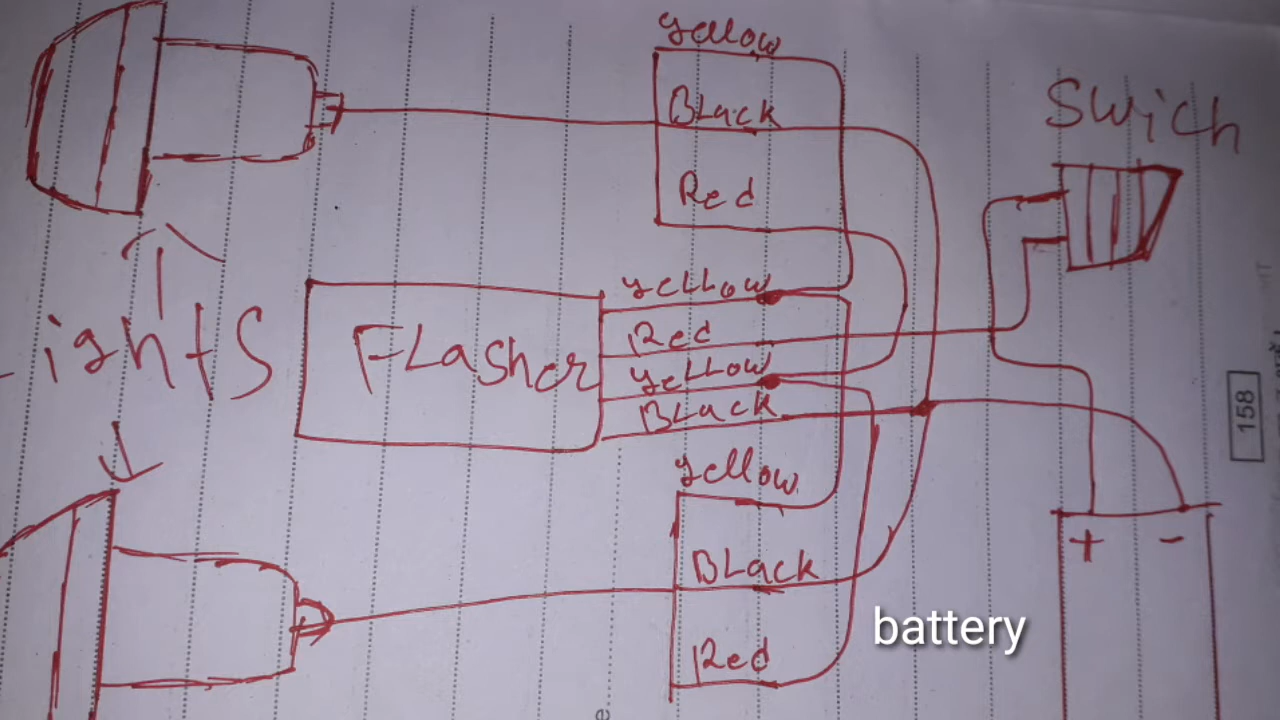 yellow
Black
Red
Swich
Lights
Flasher
yellow
Red
yellow
Black
yellow
Black
Red
battery
+ -
158